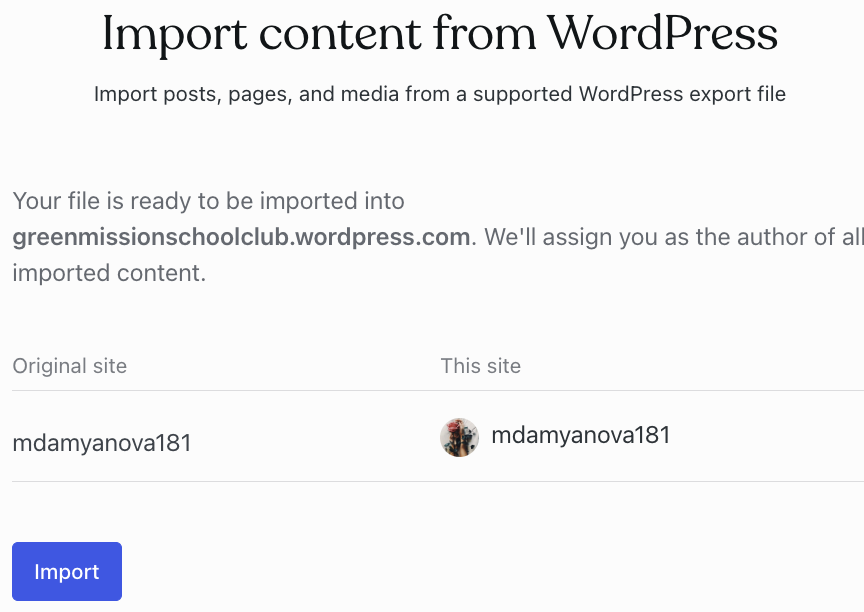 Import content from WordPress
Import posts, pages, and media from a supported WordPress export file
Your file is ready to be imported into
greenmissionschoolclub.wordpress.com. We'll assign you as the author of all
imported content.
Original site
This site
mdamyanova181
mdamyanova181
Import